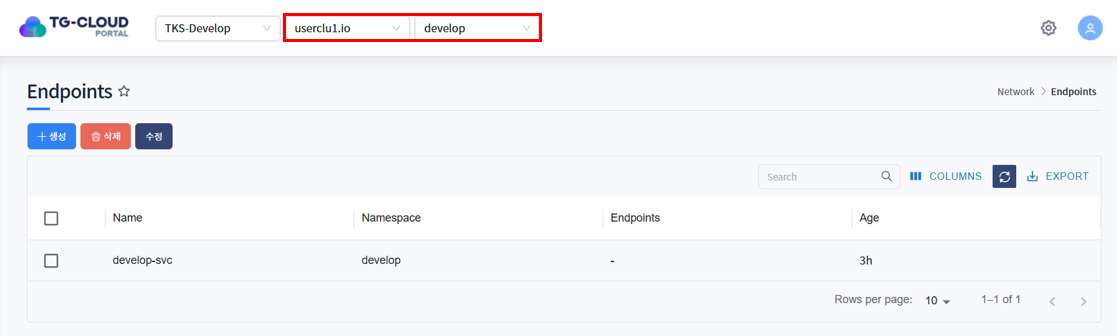 TG-CLOUD
PORTAL
TKS-Develop
userclu1.io
develop
Endpoints
Network > Endpoints
+ 생성
삭제
수정
Search
COLUMNS
EXPORT
Name Namespace Endpoints Age
develop-svc develop - 3h
Rows per page: 10 1–1 of 1